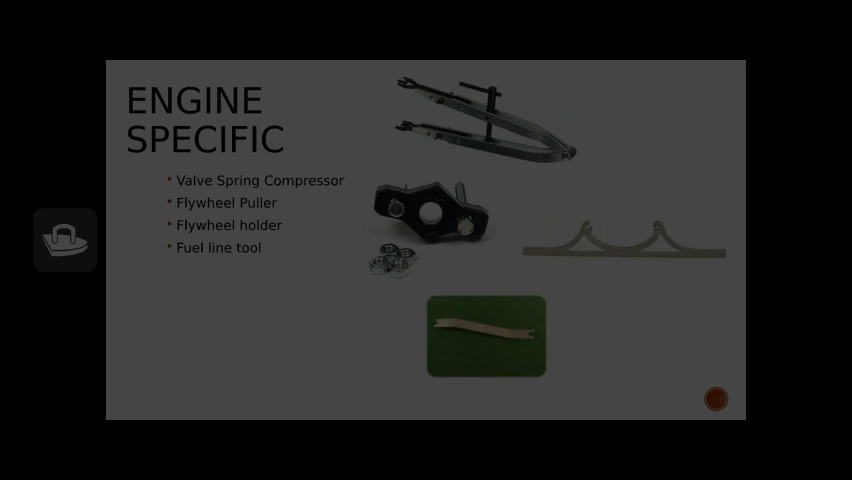 ENGINE
SPECIFIC
• Valve Spring Compressor
• Flywheel Puller
• Flywheel holder
• Fuel line tool